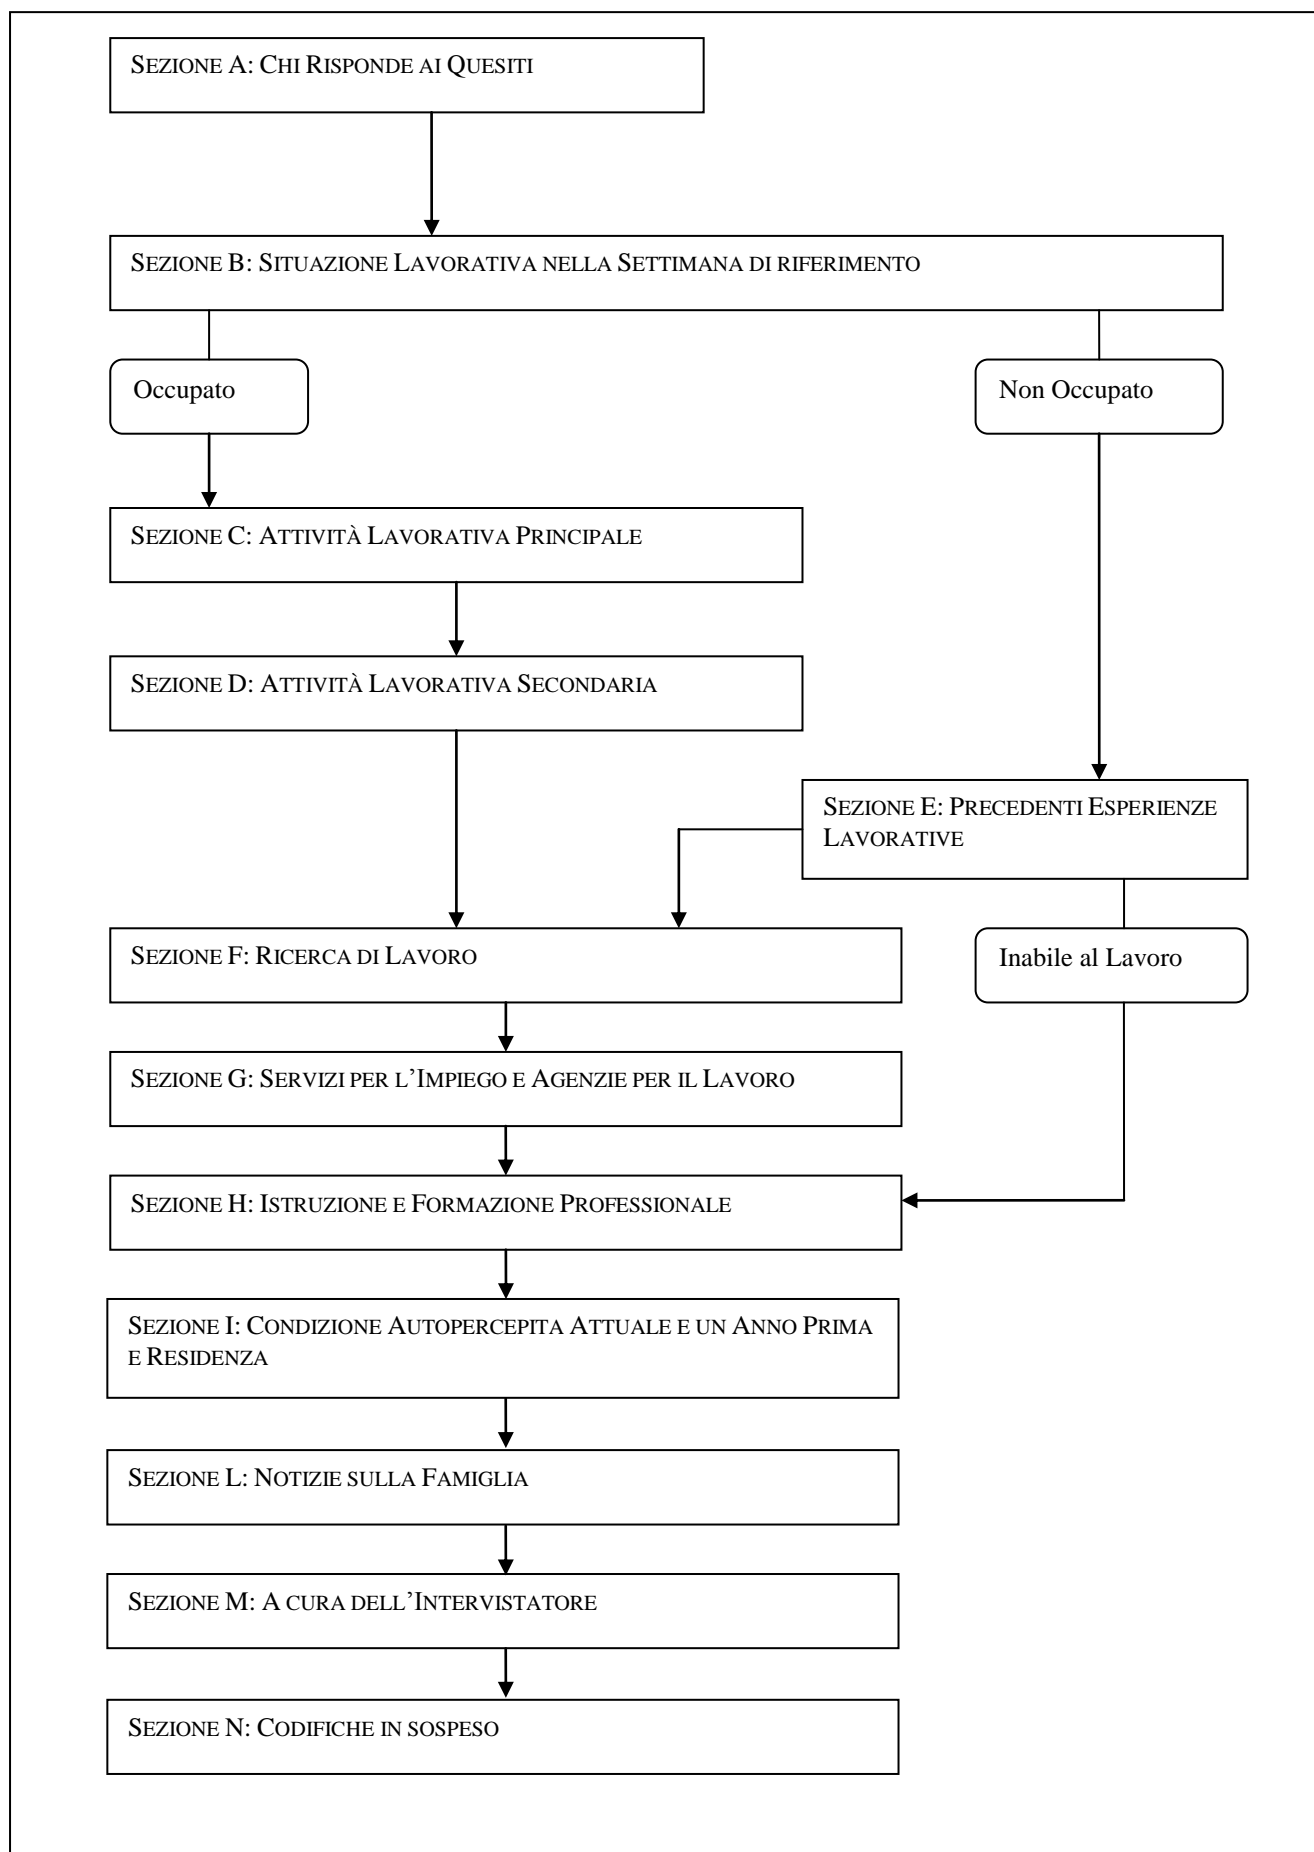 SEZIONE A: CHI RISPONDE AI QUESITI
SEZIONE B: SITUAZIONE LAVORATIVA NELLA SETTIMANA DI RIFERIMENTO
Occupato
Non Occupato
SEZIONE C: ATTIVITÀ LAVORATIVA PRINCIPALE
SEZIONE D: ATTIVITÀ LAVORATIVA SECONDARIA
SEZIONE E: PRECEDENTI ESPERIENZE
LAVORATIVE
SEZIONE F: RICERCA DI LAVORO
Inabile al Lavoro
SEZIONE G: SERVIZI PER L’IMPIEGO E AGENZIE PER IL LAVORO
SEZIONE H: ISTRUZIONE E FORMAZIONE PROFESSIONALE
SEZIONE I: CONDIZIONE AUTOPERCEPITA ATTUALE E UN ANNO PRIMA
E RESIDENZA
SEZIONE L: NOTIZIE SULLA FAMIGLIA
SEZIONE M: A CURA DELL’INTERVISTATORE
SEZIONE N: CODIFICHE IN SOSPESO